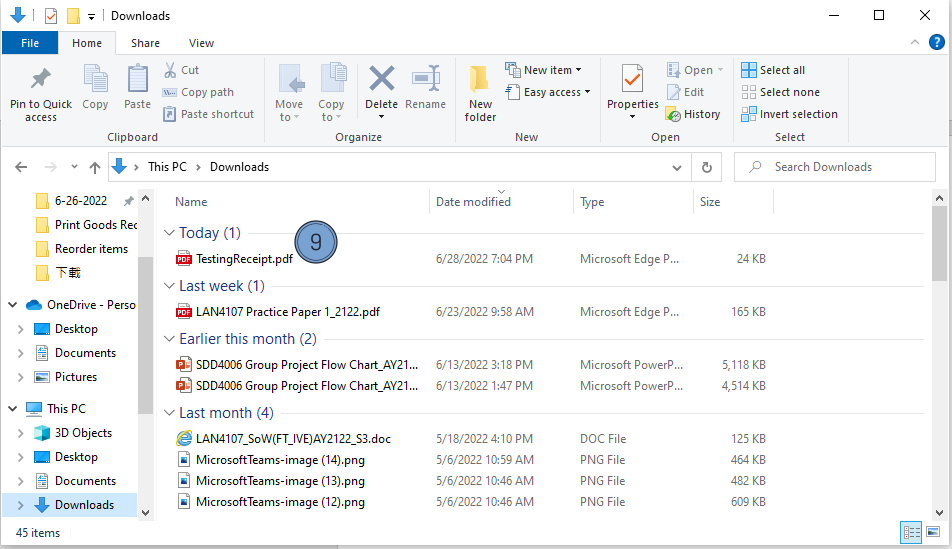 Downloads
File Home Share View
Pin to Quick access
Copy
Paste
Cut
Copy path
Paste shortcut
Clipboard
Move to
Copy to
Delete
Rename
Organize
New folder
New item
Easy access
New
Properties
Open
Edit
History
Open
Select all
Select none
Invert selection
Select
This PC Downloads
Search Downloads
6-26-2022
Print Goods Rec
Reorder items
下載
OneDrive - Perso
Desktop
Documents
Pictures
This PC
3D Objects
Desktop
Documents
Downloads
Name Date modified Type Size
Today (1)
9
PDF TestingReceipt.pdf 6/28/2022 7:04 PM Microsoft Edge P... 24 KB
Last week (1)
PDF LAN4107 Practice Paper 1_2122.pdf 6/23/2022 9:58 AM Microsoft Edge P... 165 KB
Earlier this month (2)
SDD4006 Group Project Flow Chart_AY21... 6/13/2022 3:18 PM Microsoft PowerP... 5,118 KB
SDD4006 Group Project Flow Chart_AY21... 6/13/2022 1:47 PM Microsoft PowerP... 4,514 KB
Last month (4)
LAN4107_SoW(FT_IVE)AY2122_S3.doc 5/18/2022 4:10 PM DOC File 125 KB
MicrosoftTeams-image (14).png 5/6/2022 10:59 AM PNG File 464 KB
MicrosoftTeams-image (13).png 5/6/2022 10:46 AM PNG File 482 KB
MicrosoftTeams-image (12).png 5/6/2022 10:46 AM PNG File 609 KB
45 items